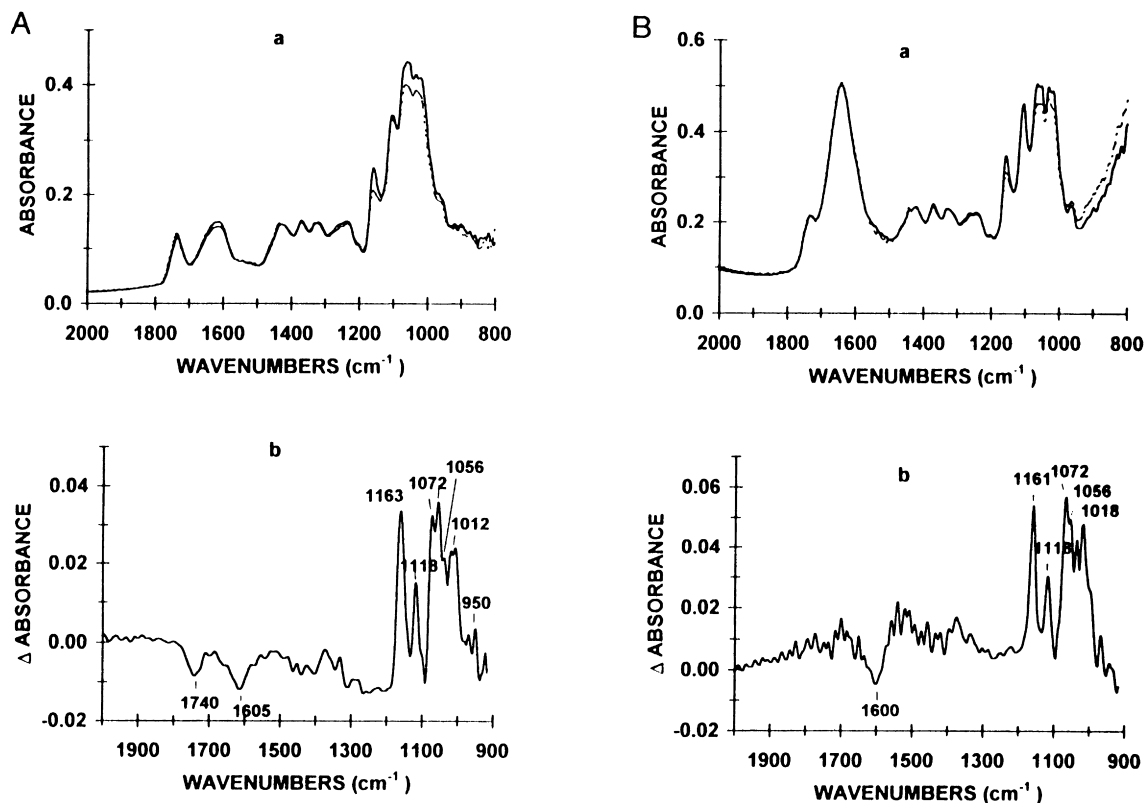 A
a
0.4
0.2
0.0
ABSORBANCE
2000 1800 1600 1400 1200 1000 800
WAVENUMBERS (cm-1 )
B
a
0.6
0.4
0.2
0.0
ABSORBANCE
2000 1800 1600 1400 1200 1000 800
WAVENUMBERS (cm-1 )
b
0.04
0.02
0.00
-0.02
Δ ABSORBANCE
1163
1118
1072
1056
1012
950
1740
1605
1900 1700 1500 1300 1100 900
WAVENUMBERS (cm-1 )
b
0.06
0.04
0.02
0.00
-0.02
Δ ABSORBANCE
1161
1118
1072
1056
1018
1600
1900 1700 1500 1300 1100 900
WAVENUMBERS (cm-1 )